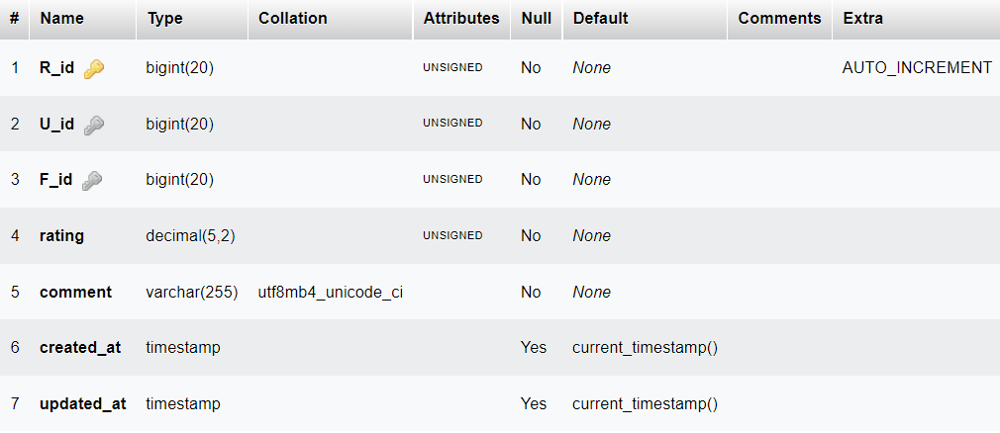 # Name Type Collation Attributes Null Default Comments Extra
1 R_id bigint(20) UNSIGNED No None AUTO_INCREMENT
2 U_id bigint(20) UNSIGNED No None
3 F_id bigint(20) UNSIGNED No None
4 rating decimal(5,2) UNSIGNED No None
5 comment varchar(255) utf8mb4_unicode_ci No None
6 created_at timestamp Yes current_timestamp()
7 updated_at timestamp Yes current_timestamp()